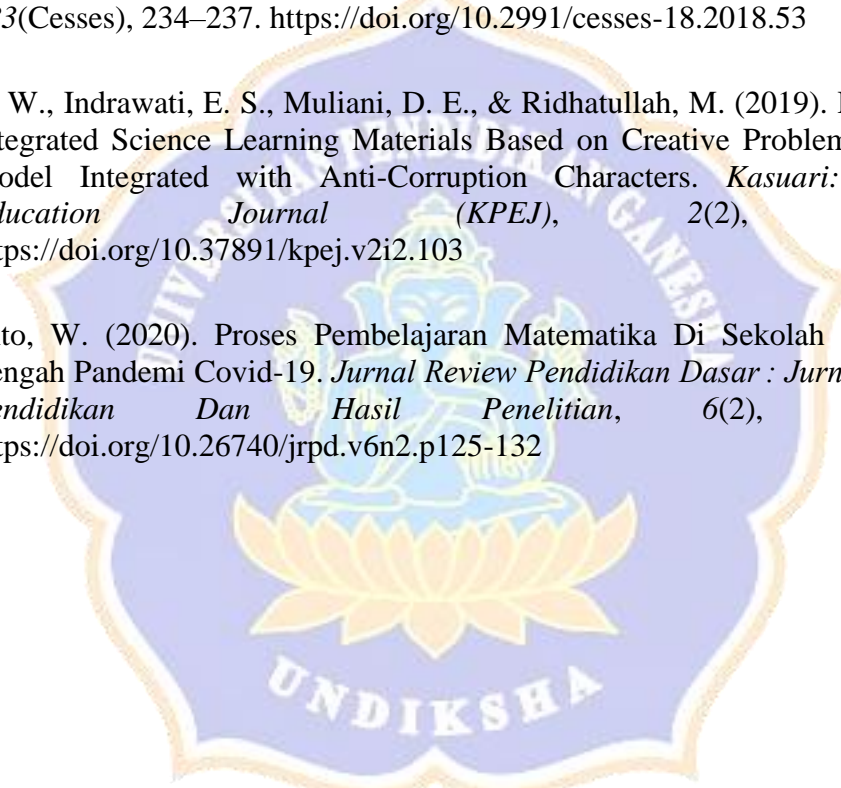 3(Cesses), 234–237. https://doi.org/10.2991/cesses-18.2018.53
W., Indrawati, E. S., Muliani, D. E., & Ridhatullah, M. (2019).
tegrated Science Learning Materials Based on Creative Problem
odel Integrated with Anti-Corruption Characters. Kasuari:
ducation Journal (KPEJ), 2(2),
tps://doi.org/10.37891/kpej.v2i2.103
to, W. (2020). Proses Pembelajaran Matematika Di Sekolah
engah Pandemi Covid-19. Jurnal Review Pendidikan Dasar : Jurn
endidikan Dan Hasil Penelitian, 6(2),
tps://doi.org/10.26740/jrpd.v6n2.p125-132
UNIVERSITAS PENDIDIKAN GANESHA
UNDIKSHA